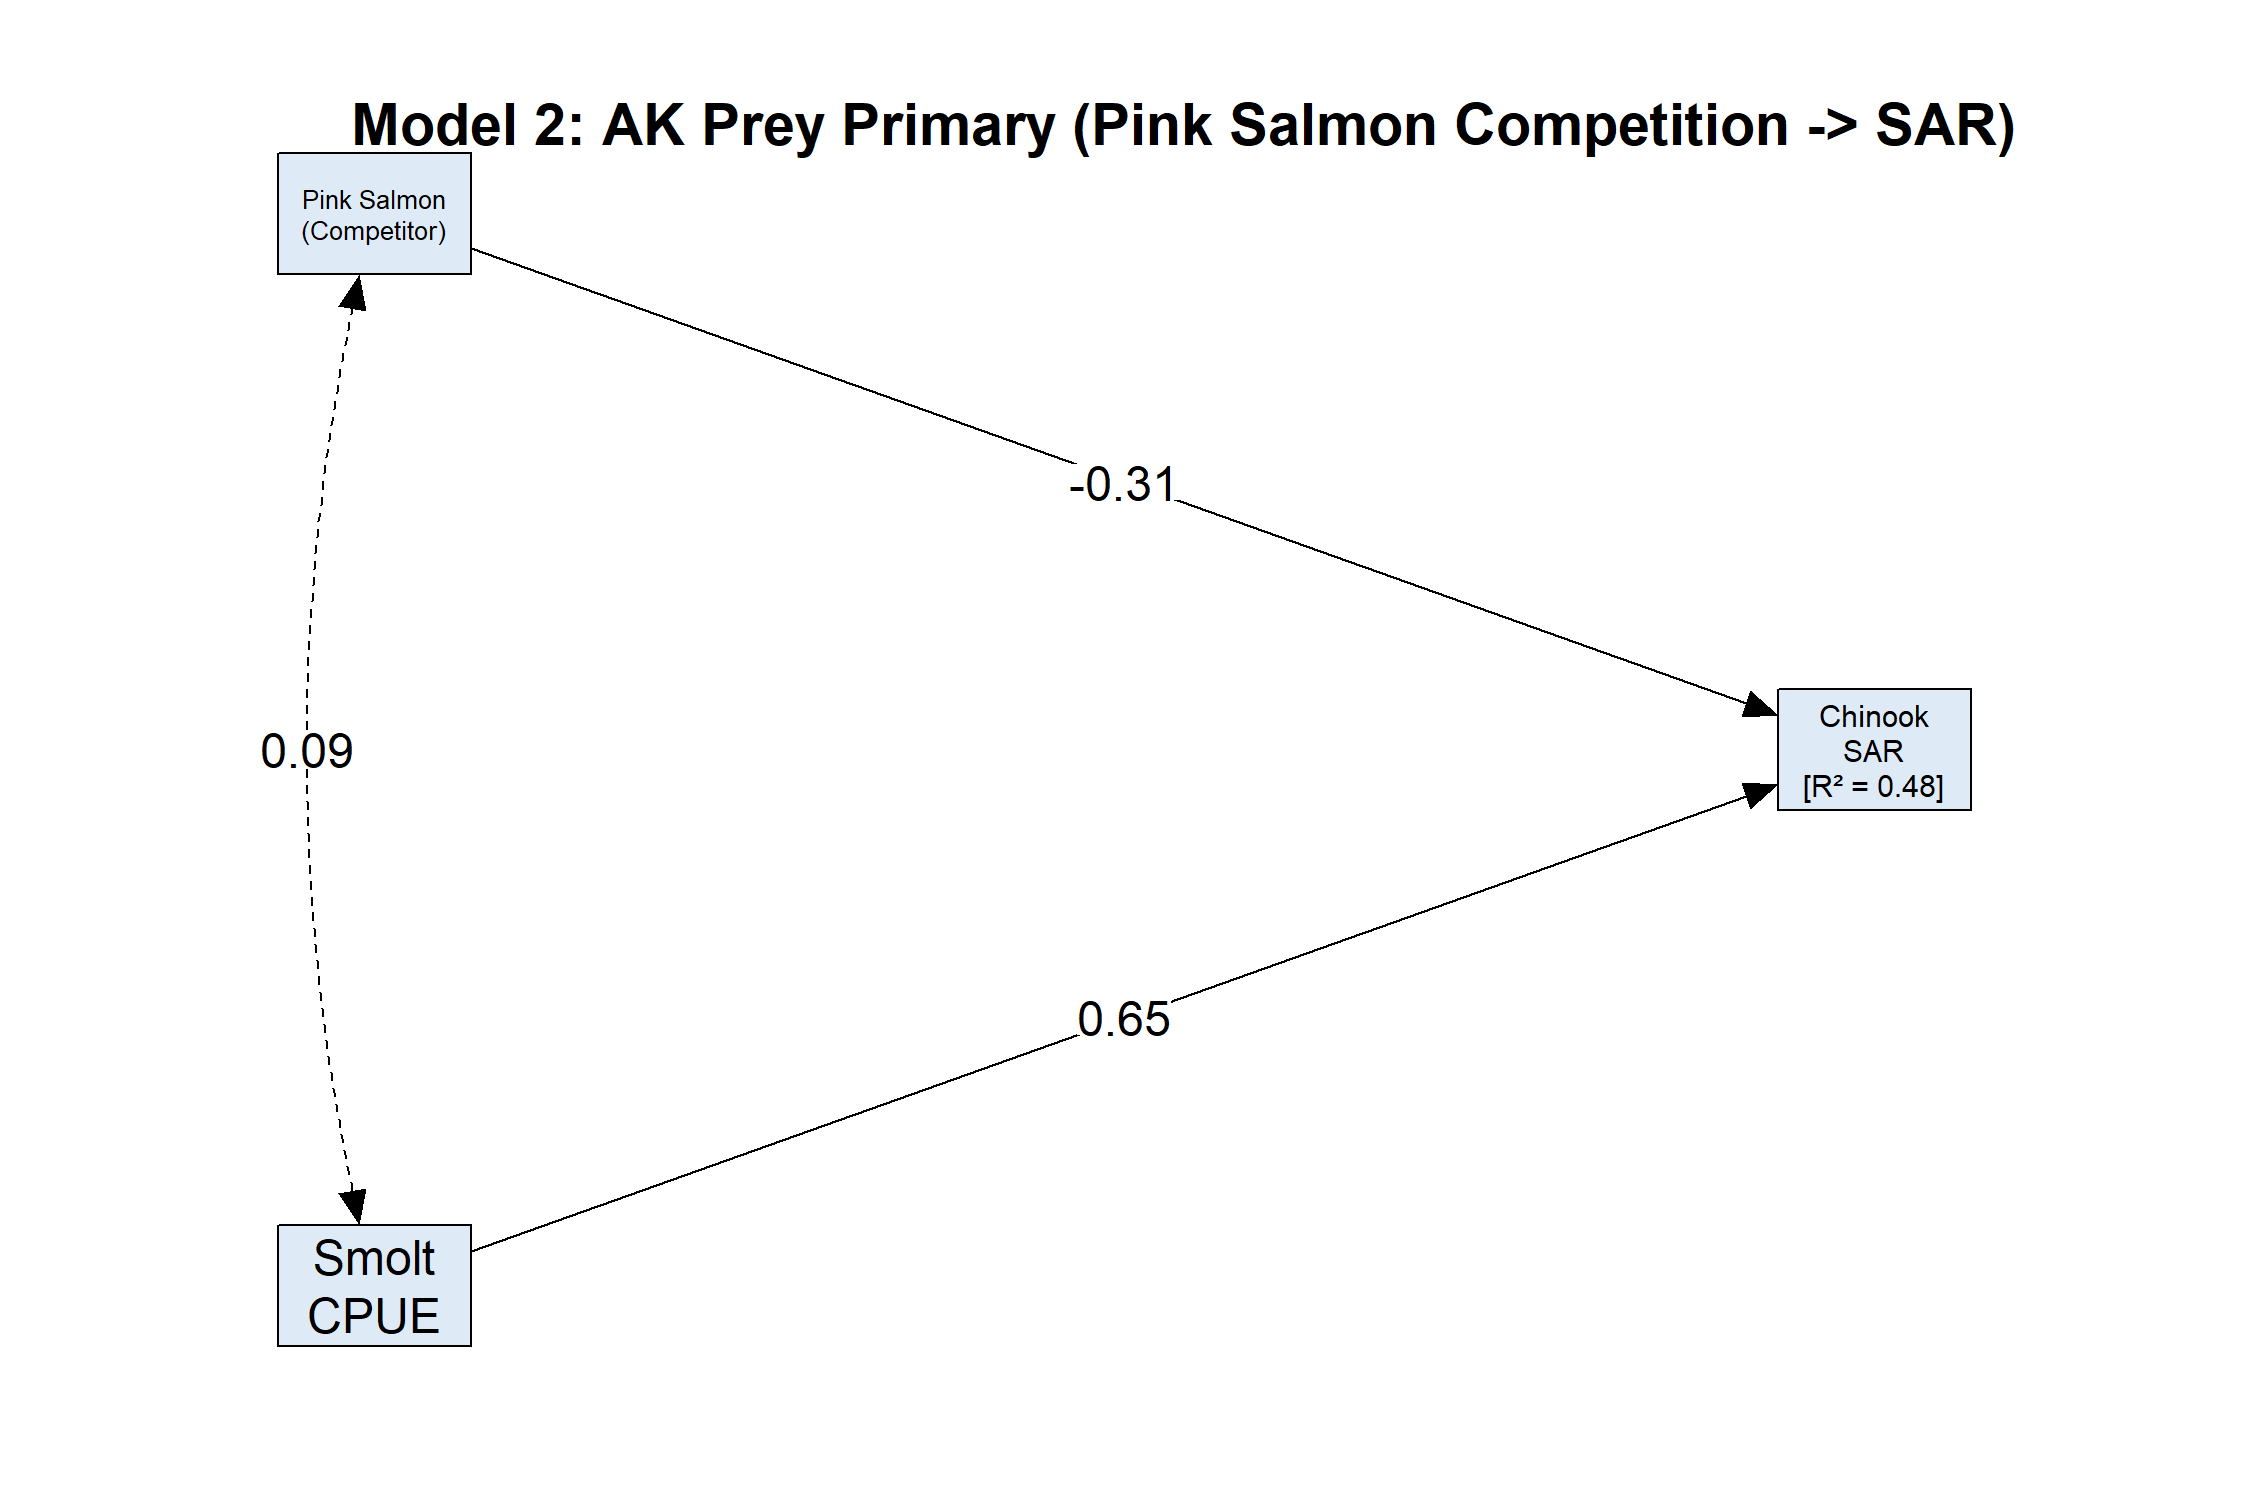 Model 2: AK Prey Primary (Pink Salmon Competition -> SAR)
Pink Salmon
(Competitor)
-0.31
Chinook
SAR
[R² = 0.48]
0.09
0.65
Smolt
CPUE